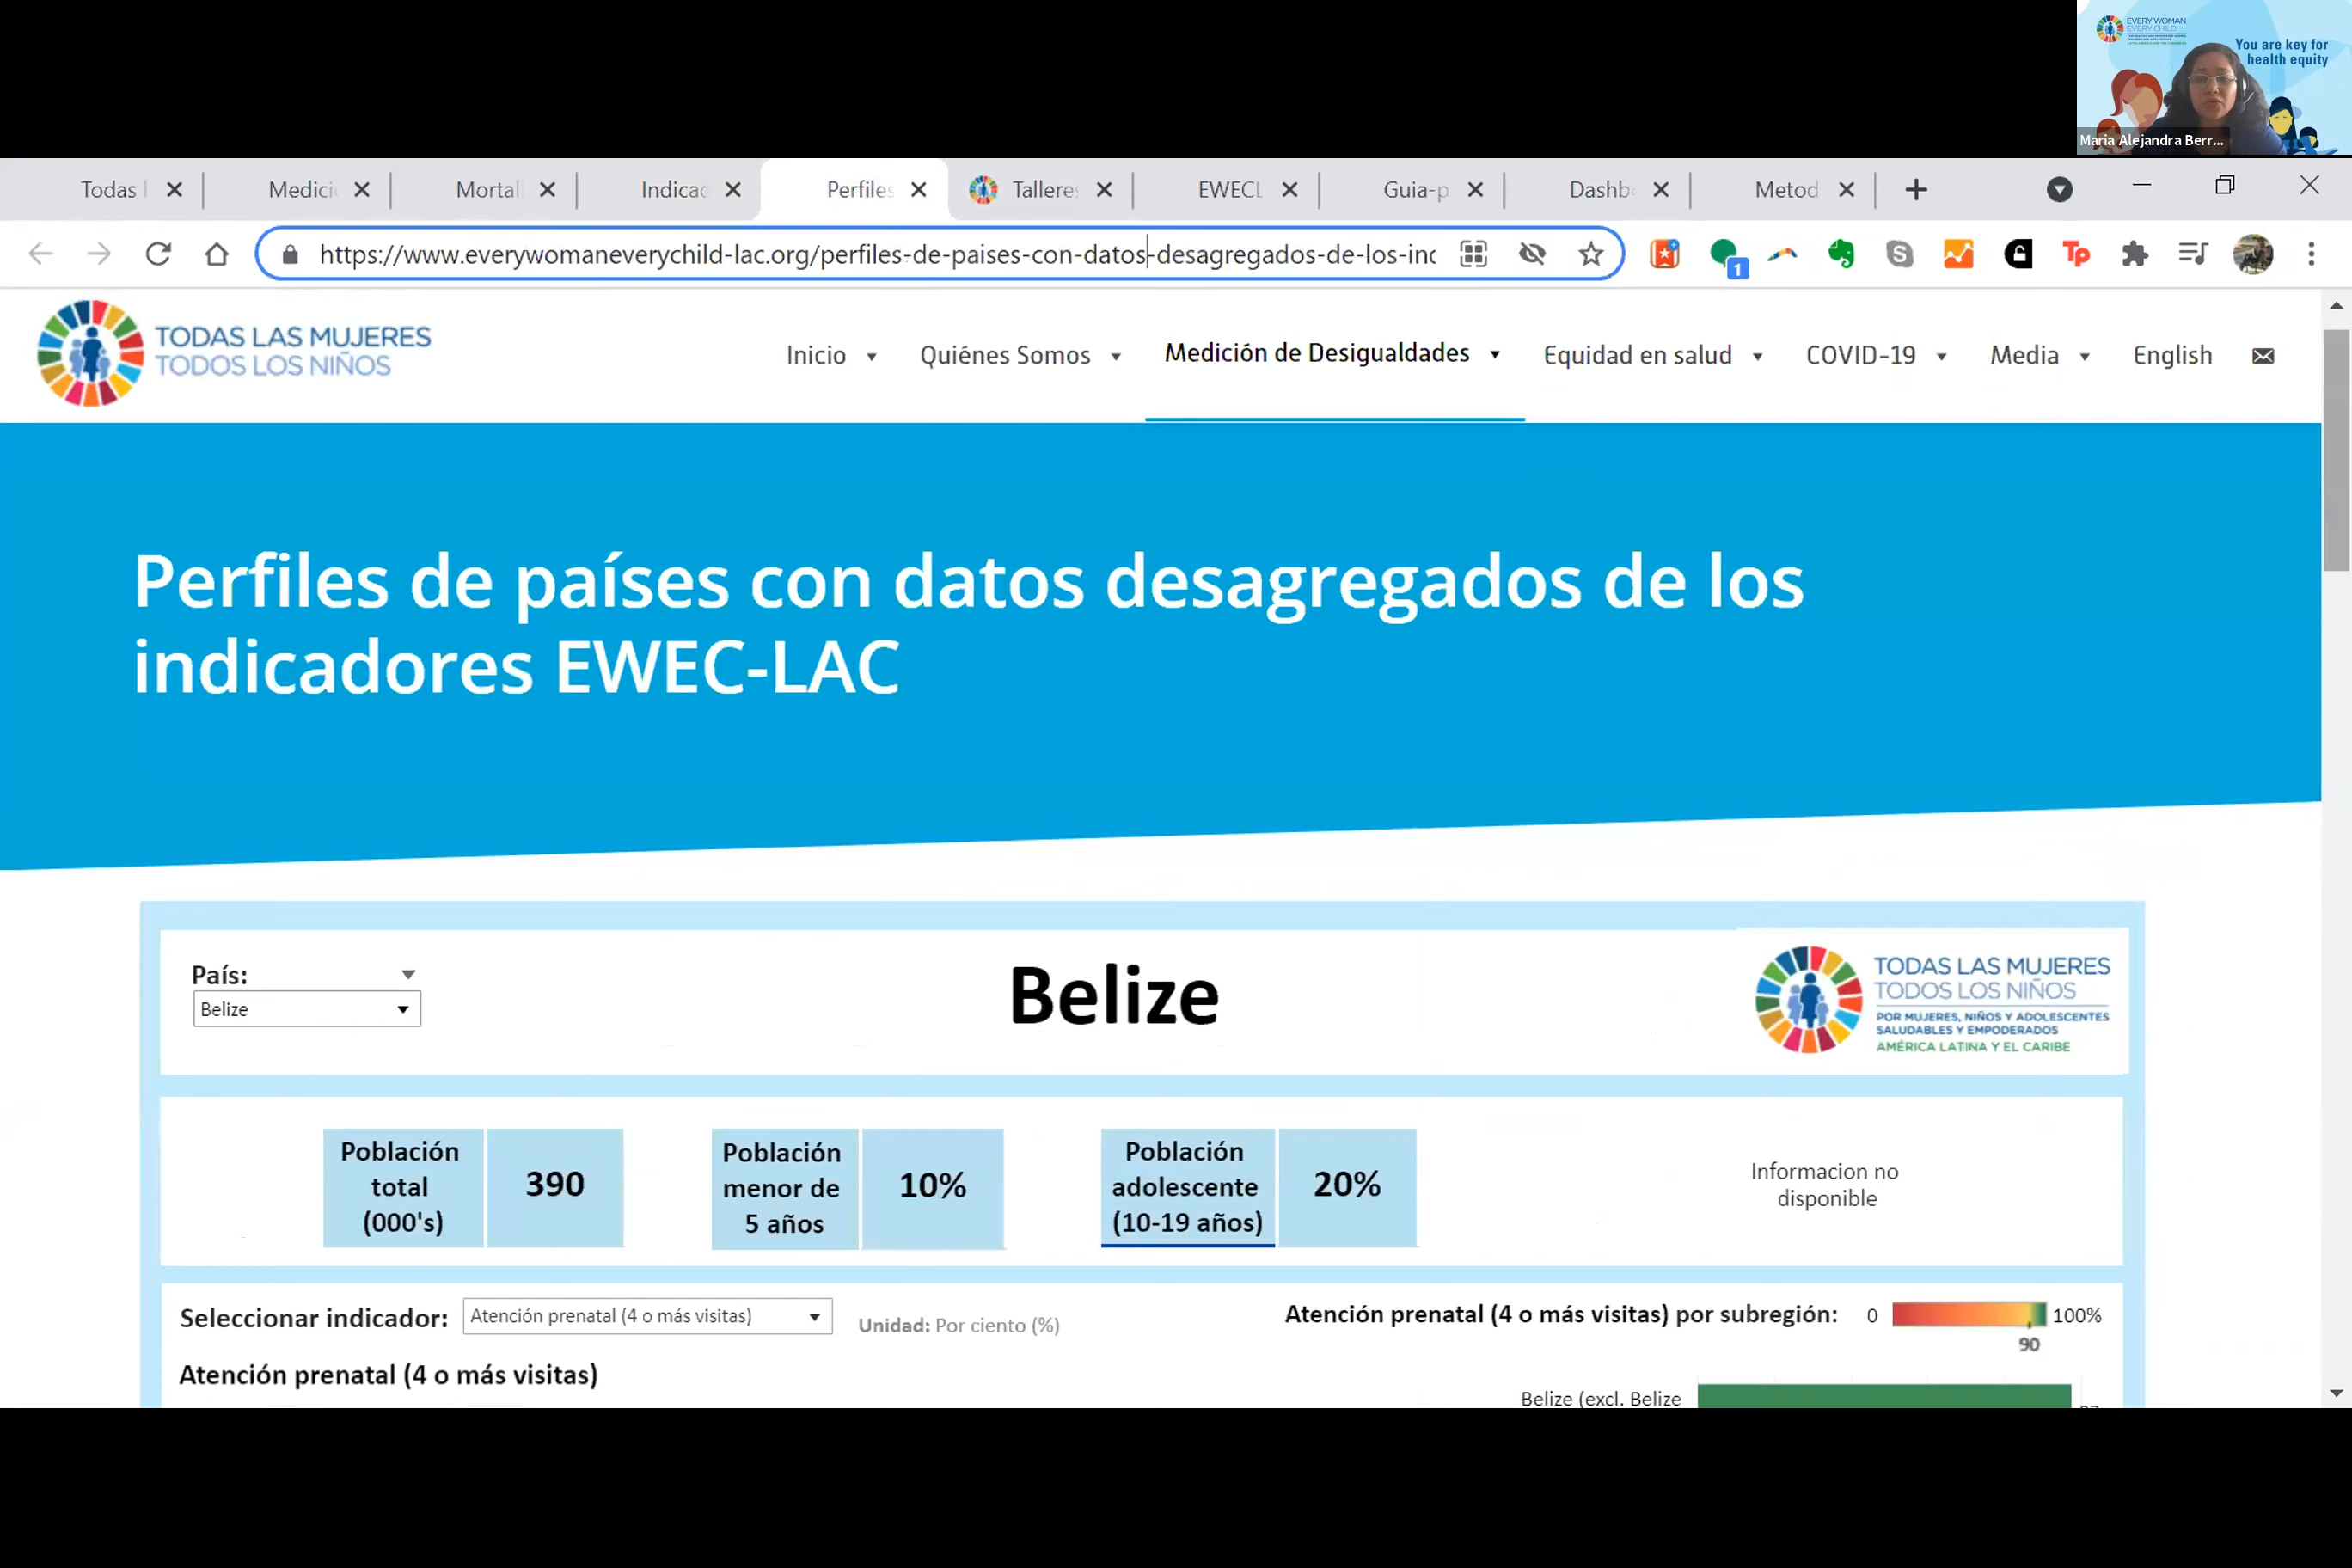 EVERY WOMAN
EVERY CHILD
You are key for
health equity
Maria Alejandra Berr...
Todas
Medici
Mortal
Indicac
Perfiles
Talleres
EWECL
Guia-p
Dashb
Metod
https://www.everywomaneverychild-lac.org/perfiles-de-paises-con-datos-desagregados-de-los-inc
1
Tp
TODAS LAS MUJERES
TODOS LOS NIÑOS
Inicio
Quiénes Somos
Medición de Desigualdades
Equidad en salud
COVID-19
Media
English
Perfiles de países con datos desagregados de los
indicadores EWEC-LAC
País:
Belize
Belize
TODAS LAS MUJERES
TODOS LOS NIÑOS
POR MUJERES, NIÑOS Y ADOLESCENTES
SALUDABLES Y EMPODERADOS
AMÉRICA LATINA Y EL CARIBE
Población
total
(000's)
390
Población
menor de
5 años
10%
Población
adolescente
(10-19 años)
20%
Informacion no
disponible
Seleccionar indicador:
Atención prenatal (4 o más visitas)
Unidad: Por ciento (%)
Atención prenatal (4 o más visitas) por subregión:
0
100%
90
Atención prenatal (4 o más visitas)
Belize (excl. Belize